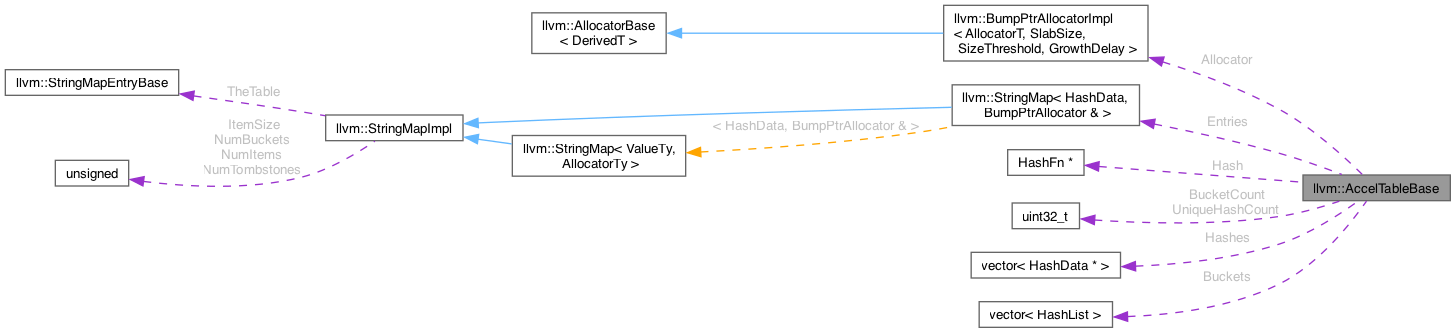 llvm::AllocatorBase
< DerivedT >
llvm::BumpPtrAllocatorImpl
< AllocatorT, SlabSize,
SizeThreshold, GrowthDelay >
Allocator
llvm::StringMapEntryBase
TheTable
llvm::StringMap< HashData,
BumpPtrAllocator & >
ItemSize
NumBuckets
NumItems
NumTombstones
llvm::StringMapImpl
< HashData, BumpPtrAllocator & >
Entries
llvm::StringMap< ValueTy,
AllocatorTy >
unsigned
HashFn *
Hash
llvm::AccelTableBase
BucketCount
UniqueHashCount
uint32_t
Hashes
vector< HashData * >
Buckets
vector< HashList >